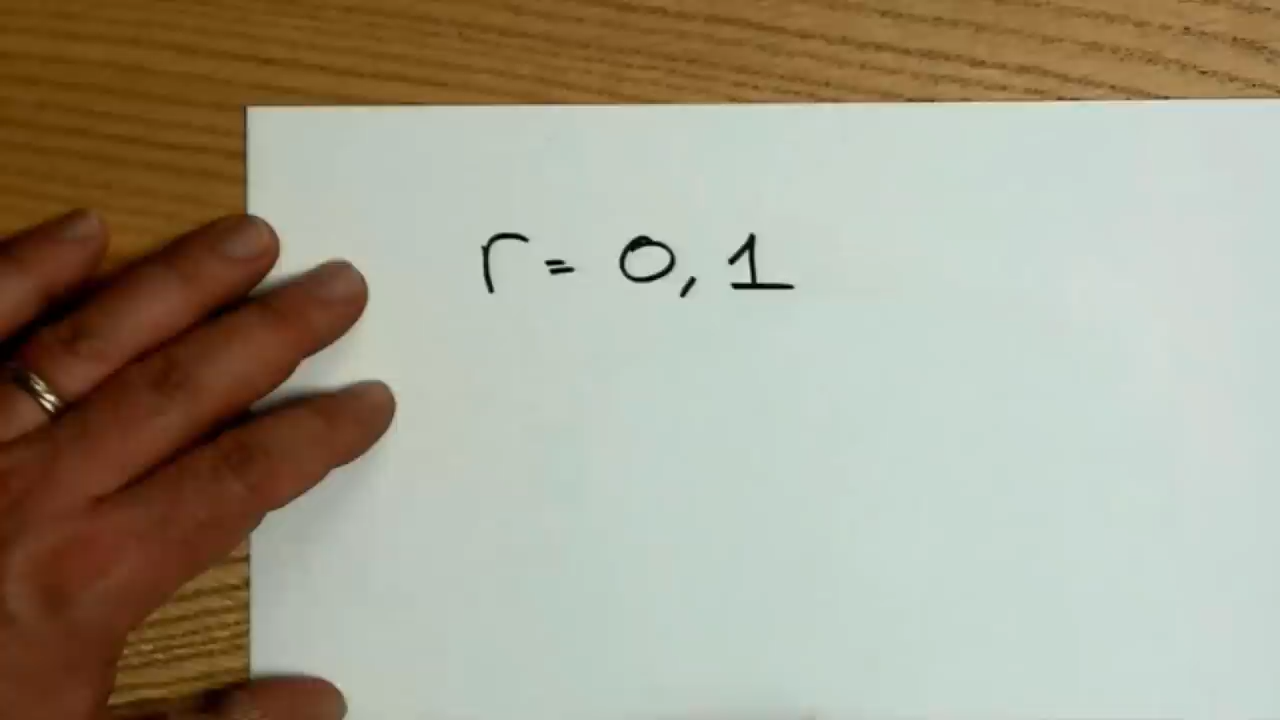 r = 0, 1